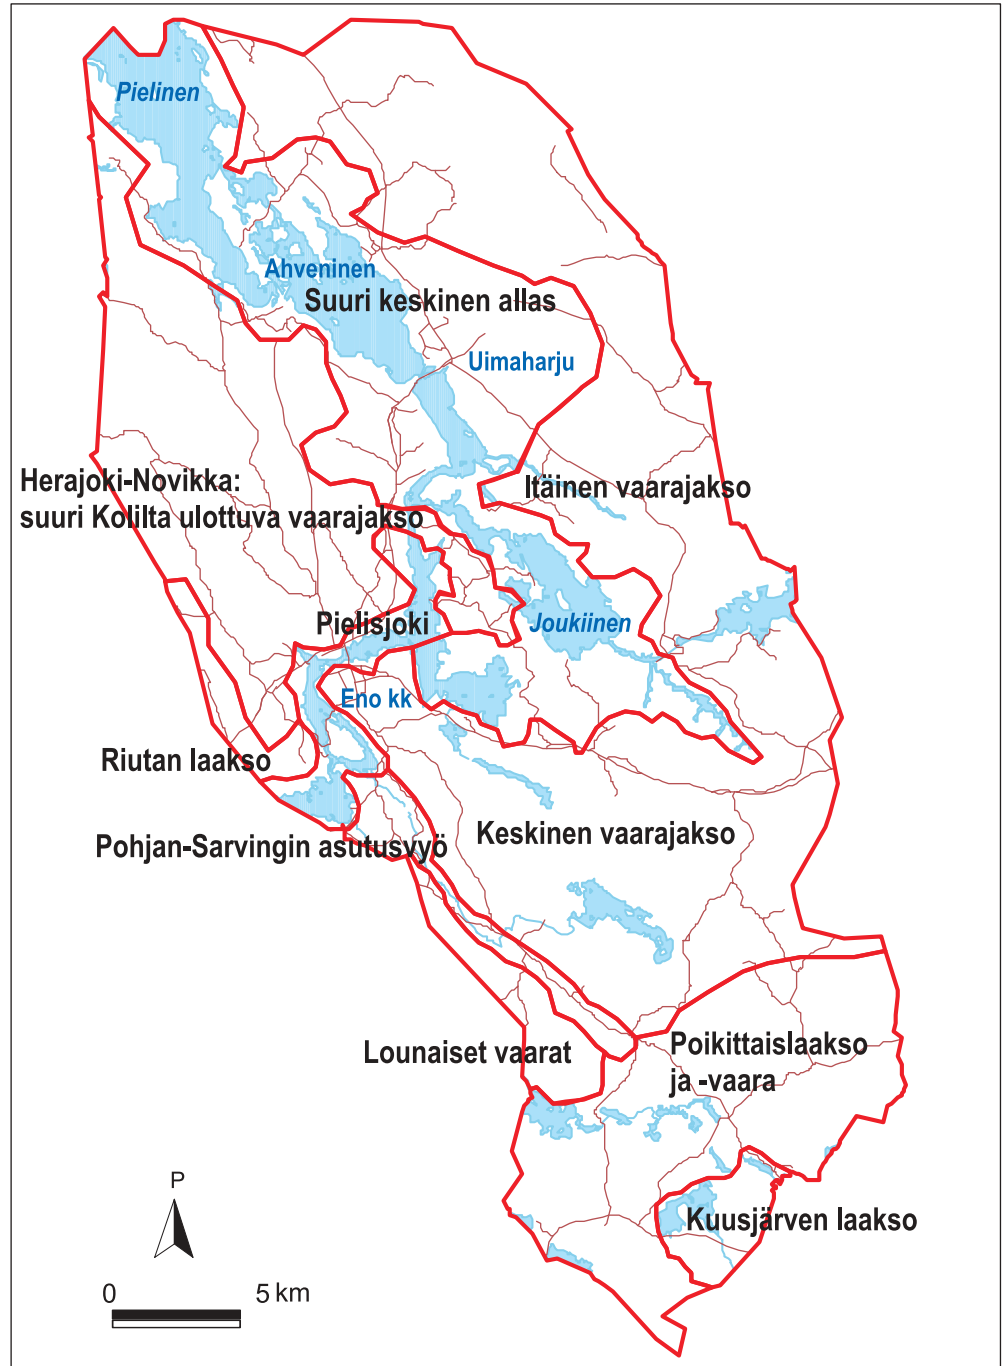 Pielinen
Ahveninen
Suuri keskinen allas
Uimaharju
Herajoki-Novikka:
suuri Kolilta ulottuva vaarajakso
Itäinen vaarajakso
Pielisjoki
Joukiinen
Eno kk
Riutan laakso
Keskinen vaarajakso
Pohjan-Sarvingin asutusvyö
Lounaiset vaarat
Poikittaislaakso
ja -vaara
P
Kuusjärven laakso
0 5 km